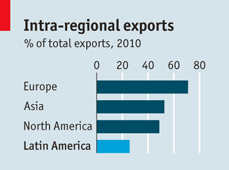 Intra-regional exports
% of total exports, 2010
0 20 40 60 80
Europe
Asia
North America
Latin America